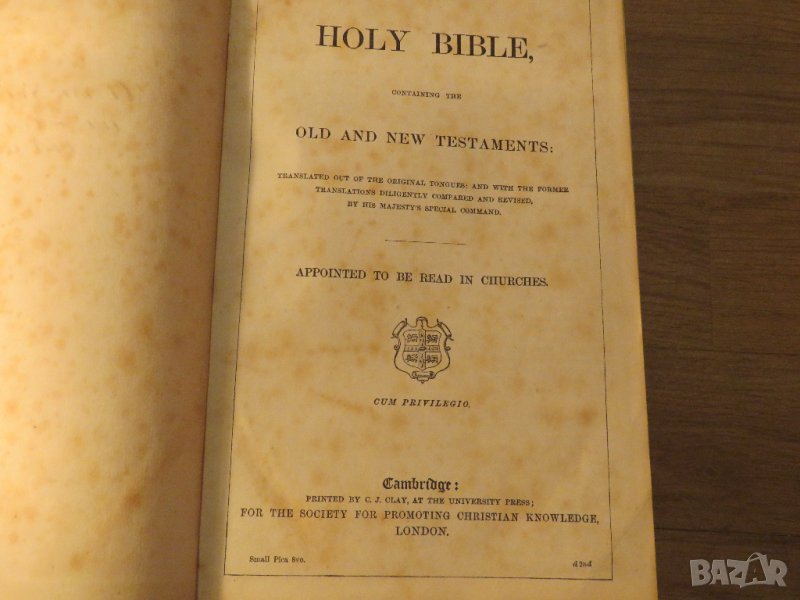 HOLY BIBLE,
CONTAINING THE
OLD AND NEW TESTAMENTS:
TRANSLATED OUT OF THE ORIGINAL TONGUES: AND WITH THE FORMER
TRANSLATIONS DILIGENTLY COMPARED AND REVISED,
BY HIS MAJESTY'S SPECIAL COMMAND.
APPOINTED TO BE READ IN CHURCHES.
CUM PRIVILEGIO.
Cambridge:
PRINTED BY C. J. CLAY, AT THE UNIVERSITY PRESS;
FOR THE SOCIETY FOR PROMOTING CHRISTIAN KNOWLEDGE,
LONDON.
Small Pica 8vo.
BAZAR